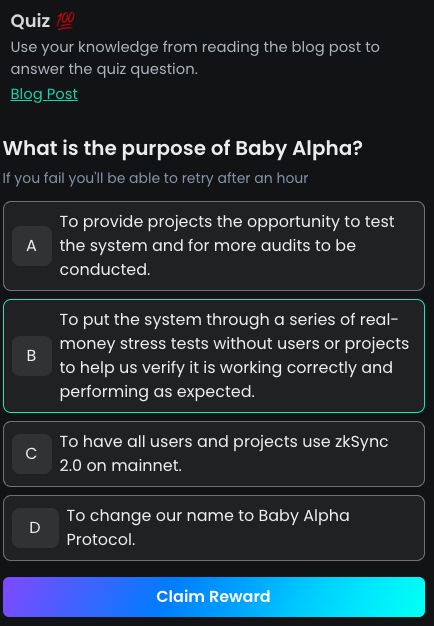 Quiz 💯
Use your knowledge from reading the blog post to
answer the quiz question.
Blog Post
What is the purpose of Baby Alpha?
If you fail you'll be able to retry after an hour
A
To provide projects the opportunity to test
the system and for more audits to be
conducted.
B
To put the system through a series of real-
money stress tests without users or projects
to help us verify it is working correctly and
performing as expected.
C
To have all users and projects use zkSync
2.0 on mainnet.
D
To change our name to Baby Alpha
Protocol.
Claim Reward